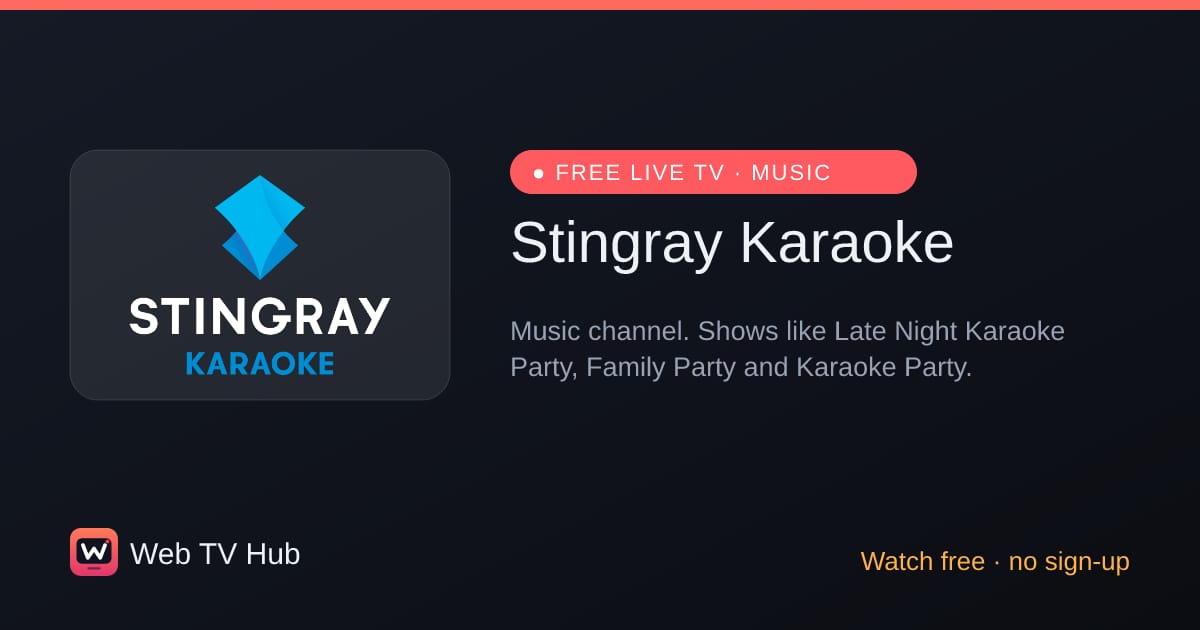 STINGRAY
KARAOKE
● FREE LIVE TV · MUSIC
Stingray Karaoke
Music channel. Shows like Late Night Karaoke
Party, Family Party and Karaoke Party.
W
Web TV Hub
Watch free · no sign-up